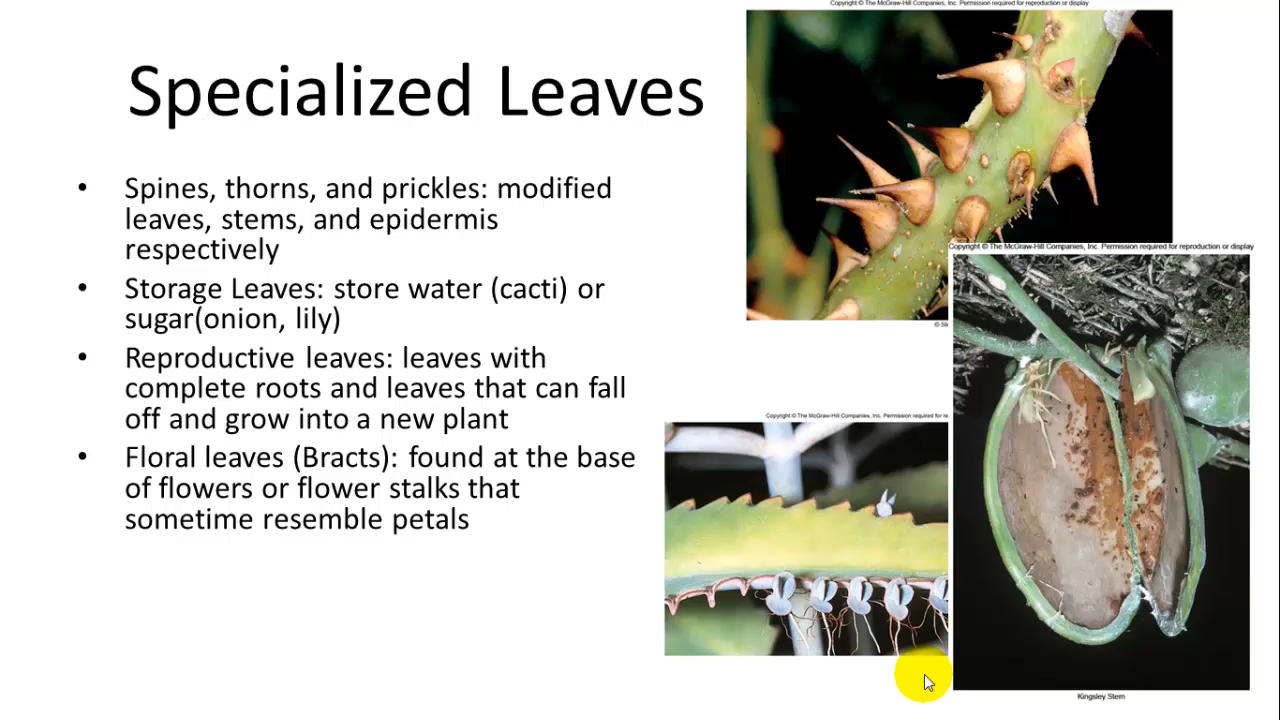 Copyright © The McGraw-Hill Companies, Inc. Permission required for reproduction or display
Specialized Leaves
• Spines, thorns, and prickles: modified
leaves, stems, and epidermis
respectively
• Storage Leaves: store water (cacti) or
sugar(onion, lily)
• Reproductive leaves: leaves with
complete roots and leaves that can fall
off and grow into a new plant
• Floral leaves (Bracts): found at the base
of flowers or flower stalks that
sometime resemble petals
Copyright © The McGraw-Hill Companies, Inc. Permission required for reproduction or display
©
Copyright © The McGraw-Hill Companies, Inc. Permission required for re
Kingsley Stern